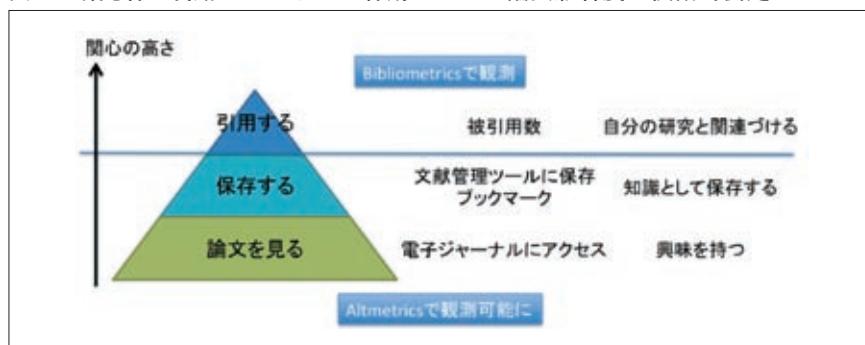 関心の高さ
Bibliometricsで観測
引用する
被引用数
自分の研究と関連づける
保存する
文献管理ツールに保存
ブックマーク
知識として保存する
論文を見る
電子ジャーナルにアクセス
興味を持つ
Altmetricsで観測可能に